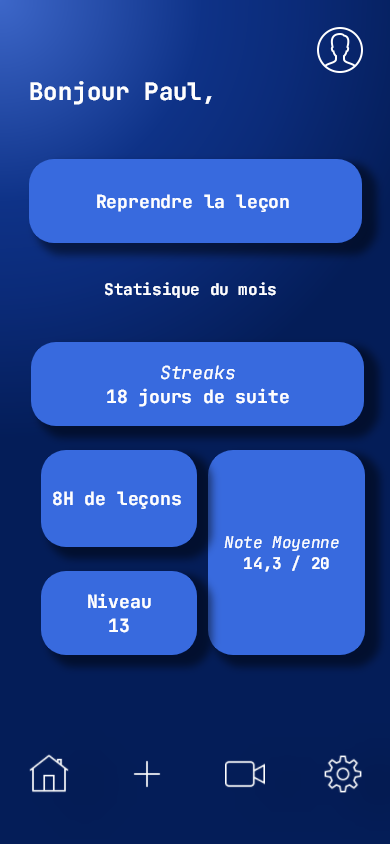 Bonjour Paul,
Reprendre la leçon
Statisique du mois
Streaks
18 jours de suite
8H de leçons
Note Moyenne
14,3 / 20
Niveau
13